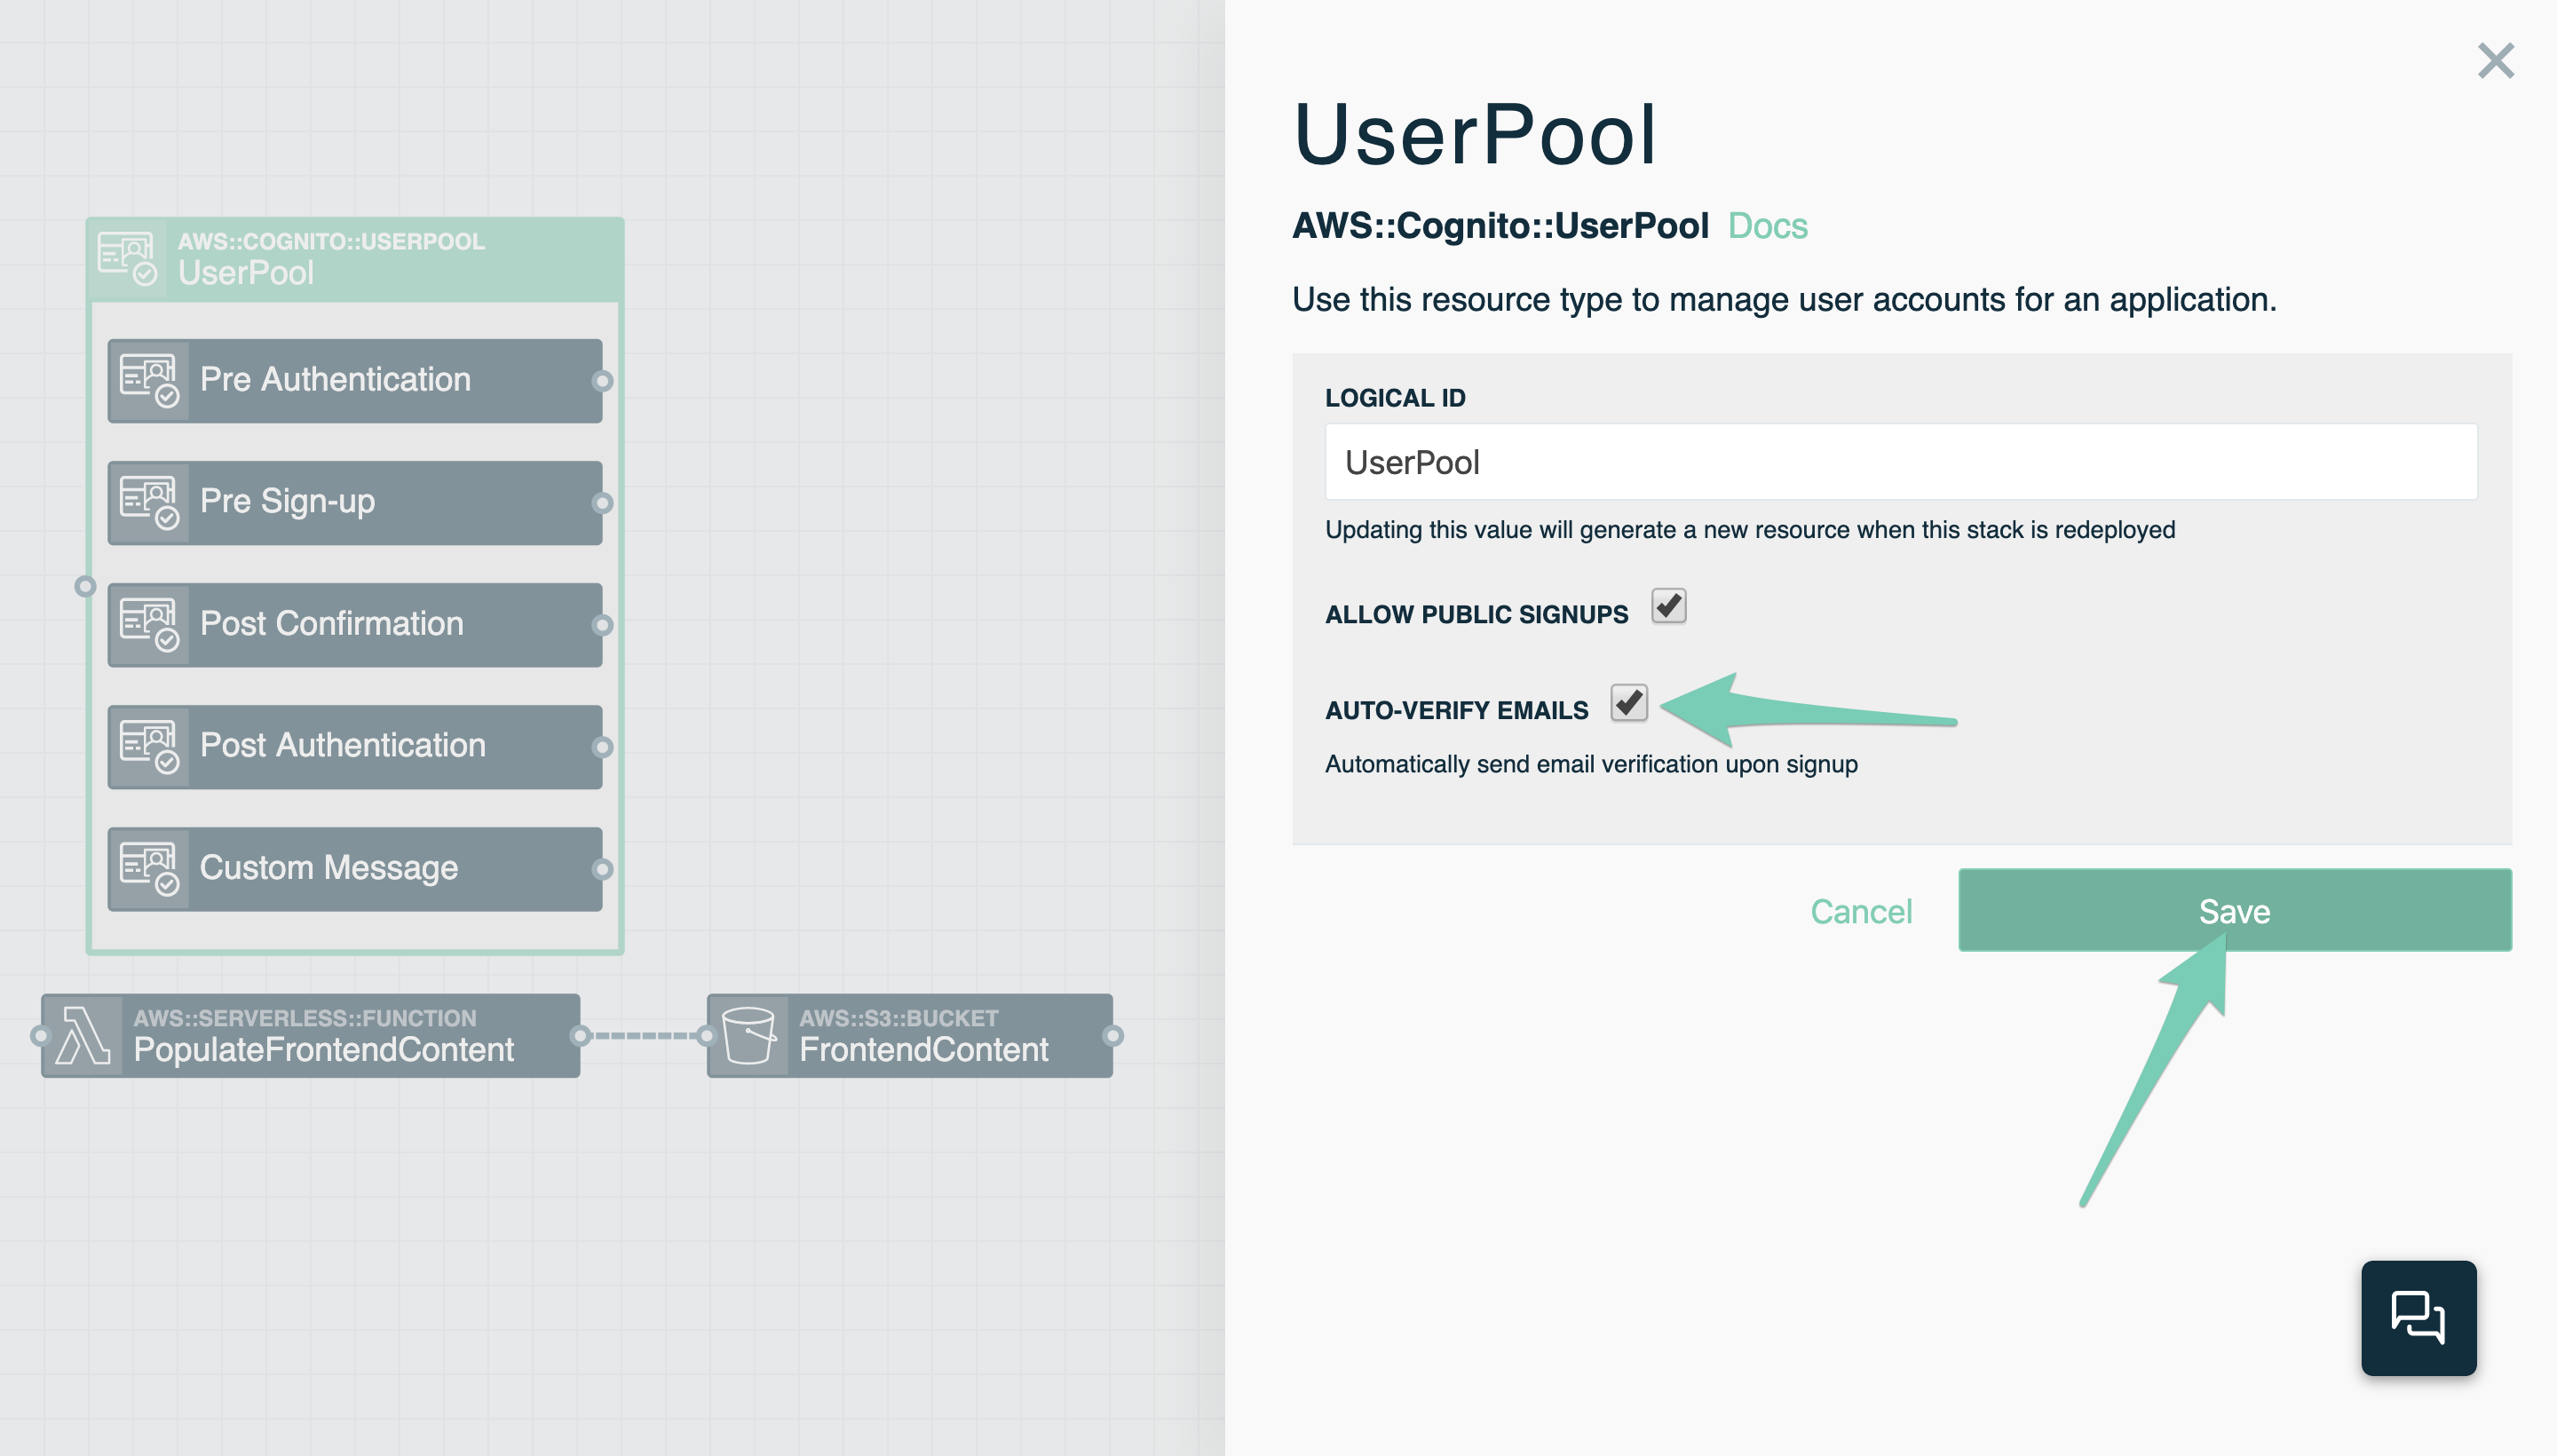 AWS::COGNITO::USERPOOL
UserPool
Pre Authentication
Pre Sign-up
Post Confirmation
Post Authentication
Custom Message
AWS::SERVERLESS::FUNCTION
PopulateFrontendContent
AWS::S3::BUCKET
FrontendContent
UserPool
AWS::Cognito::UserPool Docs
Use this resource type to manage user accounts for an application.
LOGICAL ID
UserPool
Updating this value will generate a new resource when this stack is redeployed
ALLOW PUBLIC SIGNUPS
AUTO-VERIFY EMAILS
Automatically send email verification upon signup
Cancel
Save